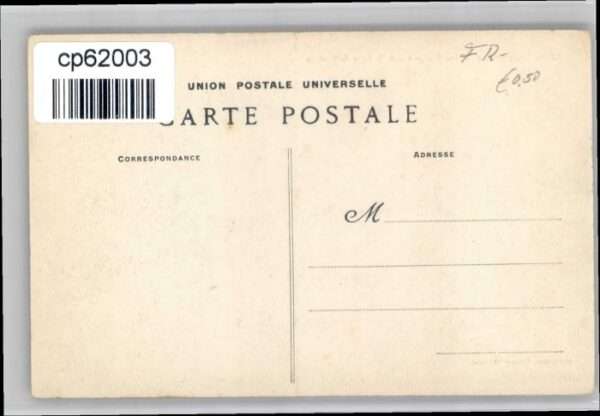 cp62003
FR-
€0,50
UNION POSTALE UNIVERSELLE
CARTE POSTALE
CORRESPONDANCE
ADRESSE
M